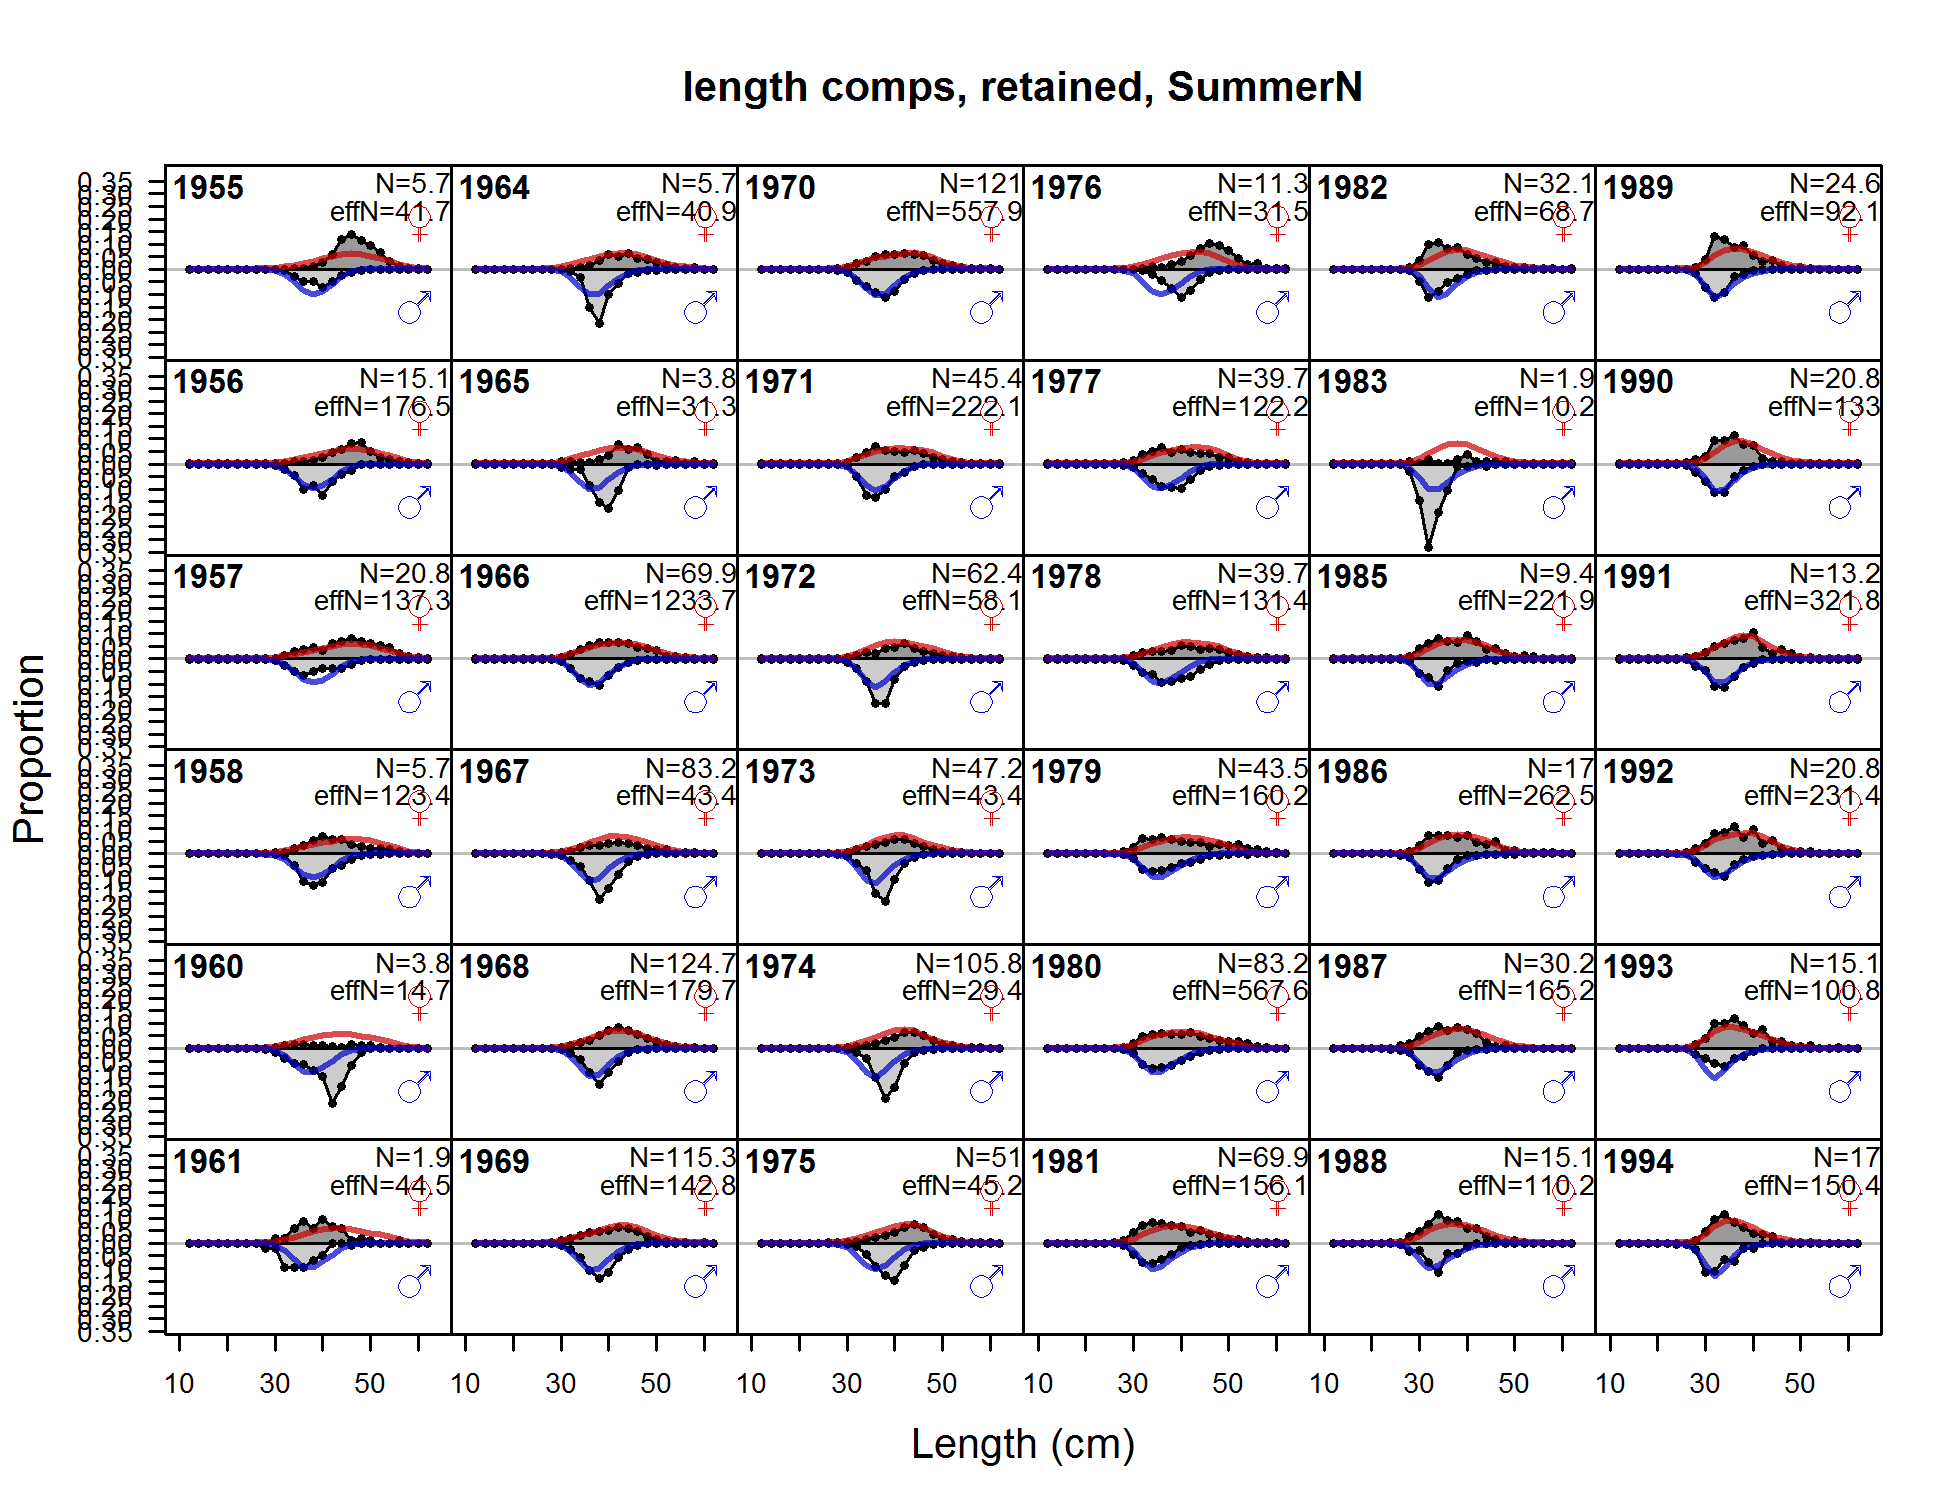 length comps, retained, SummerN
Proportion
1955 N=5.7
effN=41.7
1964 N=5.7
effN=40.9
1970 N=121
effN=557.9
1976 N=11.3
effN=31.5
1982 N=32.1
effN=68.7
1989 N=24.6
effN=92.1
1956 N=15.1
effN=176.5
1965 N=3.8
effN=31.3
1971 N=45.4
effN=222.1
1977 N=39.7
effN=122.2
1983 N=1.9
effN=10.2
1990 N=20.8
effN=133
1957 N=20.8
effN=137.3
1966 N=69.9
effN=1233.7
1972 N=62.4
effN=58.1
1978 N=39.7
effN=131.4
1985 N=9.4
effN=221.9
1991 N=13.2
effN=321.8
1958 N=5.7
effN=123.4
1967 N=83.2
effN=43.4
1973 N=47.2
effN=43.4
1979 N=43.5
effN=160.2
1986 N=17
effN=262.5
1992 N=20.8
effN=231.4
1960 N=3.8
effN=14.7
1968 N=124.7
effN=179.7
1974 N=105.8
effN=29.4
1980 N=83.2
effN=567.6
1987 N=30.2
effN=165.2
1993 N=15.1
effN=100.8
1961 N=1.9
effN=44.5
1969 N=115.3
effN=142.8
1975 N=51
effN=45.2
1981 N=69.9
effN=156.1
1988 N=15.1
effN=110.2
1994 N=17
effN=150.4
10 30 50 10 30 50 10 30 50 10 30 50 10 30 50 10 30 50
Length (cm)